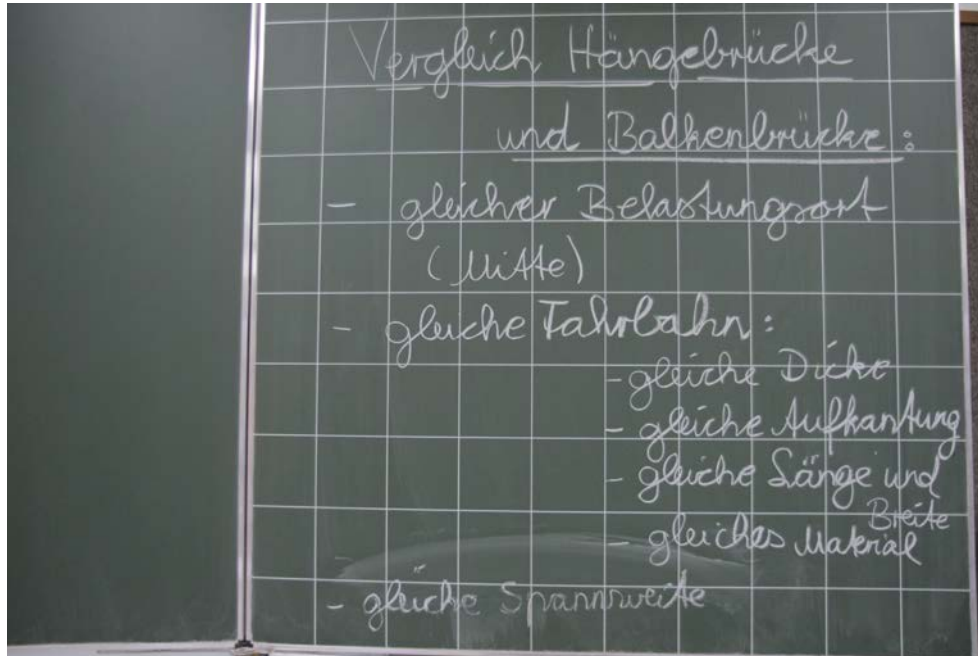 Vergleich Hängebrücke
und Balkenbrücke:
- gleicher Belastungsort
(Mitte)
- gleiche Fahrbahn:
- gleiche Dicke
- gleiche Aufkantung
- gleiche Länge und
Breite
- gleiches Material
- gleiche Spannweite